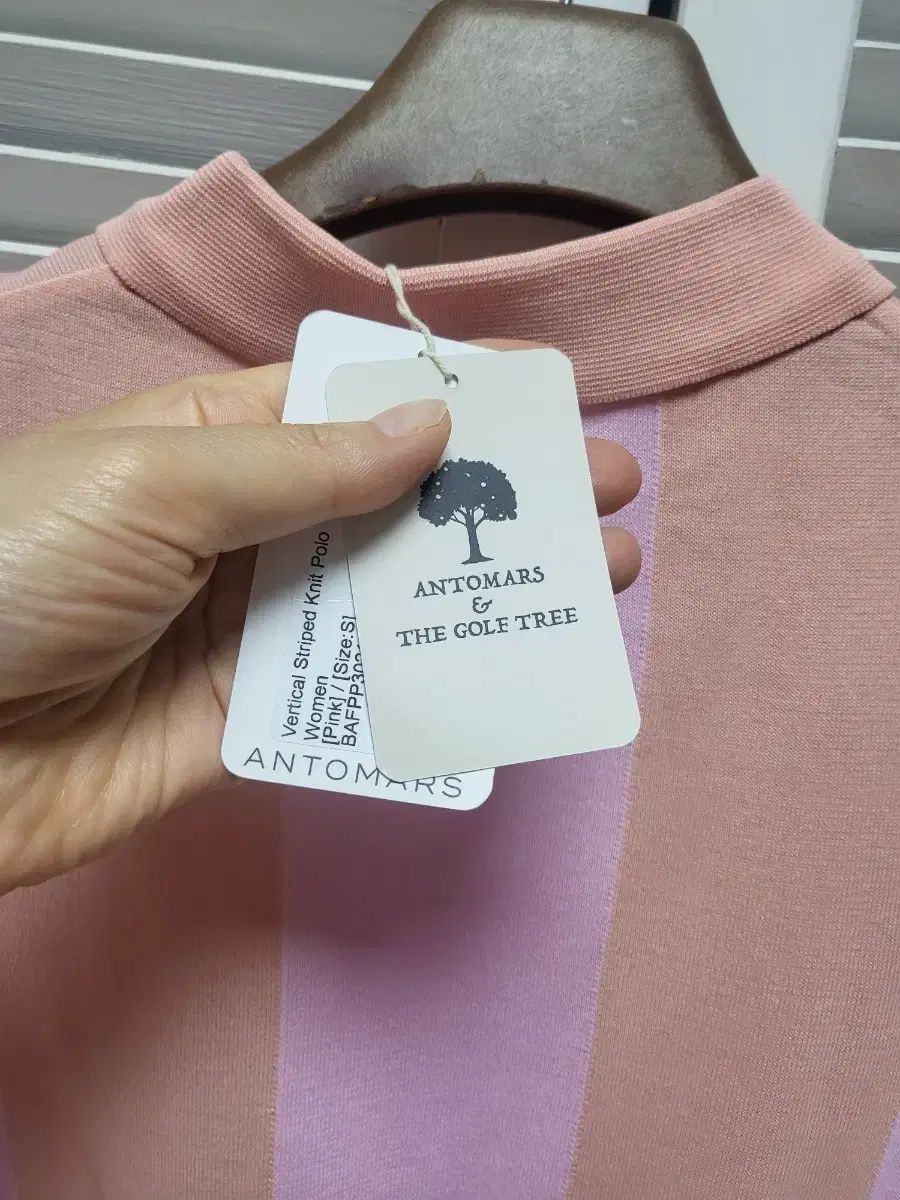 ANTOMARS
&
THE GOLF TREE
Vertical Striped Knit Polo
Women
[Pink] / [Size:S]
ANTOMARS